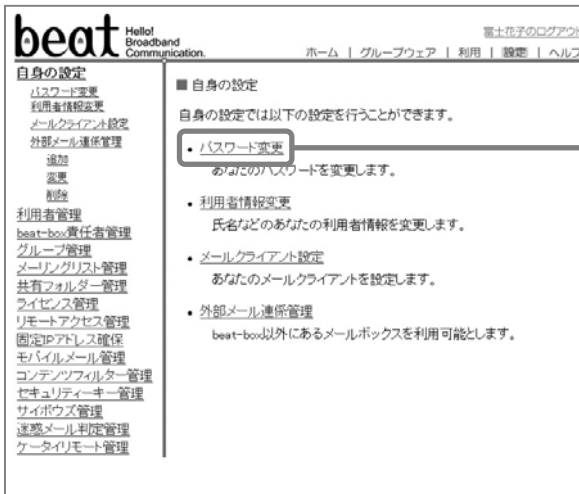 beat Hello!
Broadband
Communication.
富士花子のログアウ
ホーム | グループウェア | 利用 | 設定 | ヘルプ
自身の設定
パスワード変更
利用者情報変更
メールクライアント設定
外部メール連係管理
追加
変更
削除
利用者管理
beat-box責任者管理
グループ管理
メーリングリスト管理
共有フォルダー管理
ライセンス管理
リモートアクセス管理
固定IPアドレス確保
モバイルメール管理
コンテンツフィルター管理
セキュリティーキー管理
サイボウズ管理
迷惑メール判定管理
ケータイリモート管理
■ 自身の設定
自身の設定では以下の設定を行うことができます。
• パスワード変更
あなたのパスワードを変更します。
• 利用者情報変更
氏名などのあなたの利用者情報を変更します。
• メールクライアント設定
あなたのメールクライアントを設定します。
• 外部メール連係管理
beat-box以外にあるメールボックスを利用可能とします。